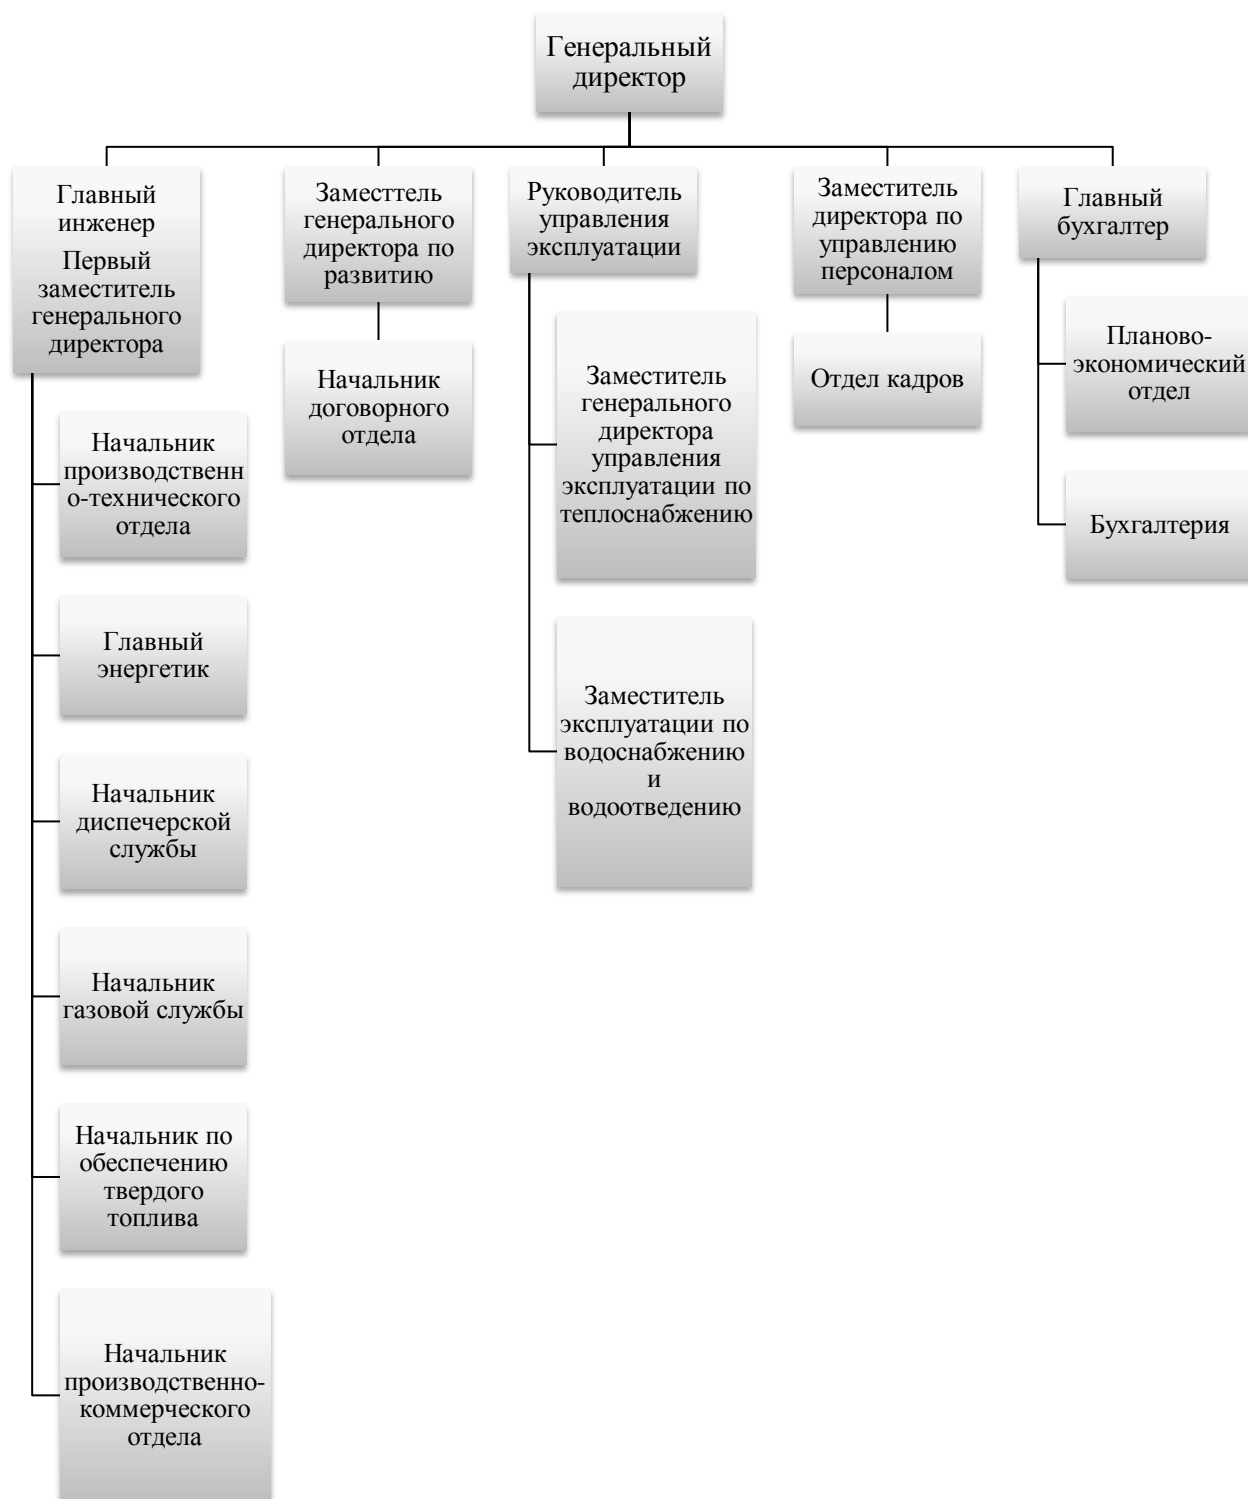 Генеральный
директор
Главный
инженер
Первый
заместитель
генерального
директора
Начальник
производственн
о-технического
отдела
Главный
энергетик
Начальник
диспечерской
службы
Начальник
газовой службы
Начальник по
обеспечению
твердого
топлива
Начальник
производственно-
коммерческого
отдела
Заместтель
генерального
директора по
развитию
Начальник
договорного
отдела
Руководитель
управления
эксплуатации
Заместитель
генерального
директора
управления
эксплуатации по
теплоснабжению
Заместитель
эксплуатации по
водоснабжению
и
водоотведению
Заместитель
директора по
управлению
персоналом
Отдел кадров
Главный
бухгалтер
Планово-
экономический
отдел
Бухгалтерия